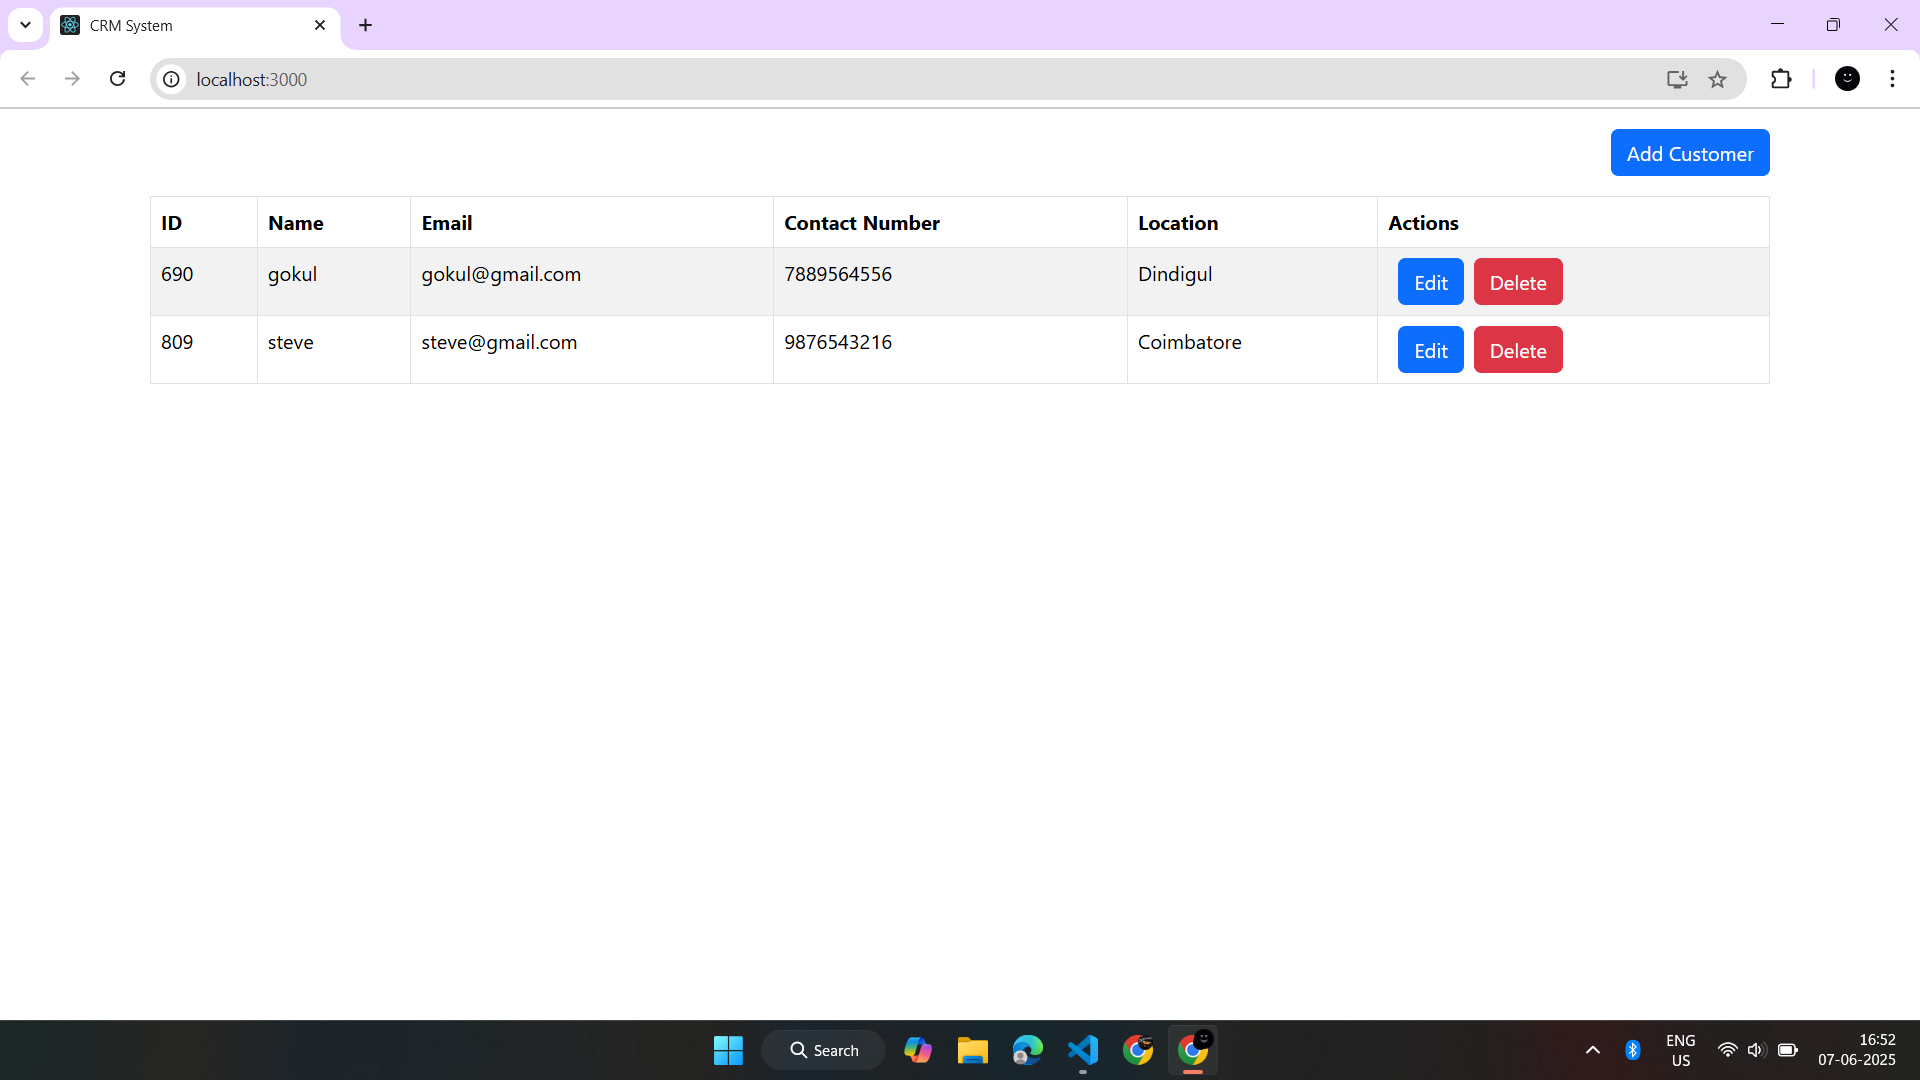 CRM System
localhost:3000
Add Customer
ID Name Email Contact Number Location Actions
690 gokul gokul@gmail.com 7889564556 Dindigul Edit Delete
809 steve steve@gmail.com 9876543216 Coimbatore Edit Delete
Search
ENG
US
16:52
07-06-2025